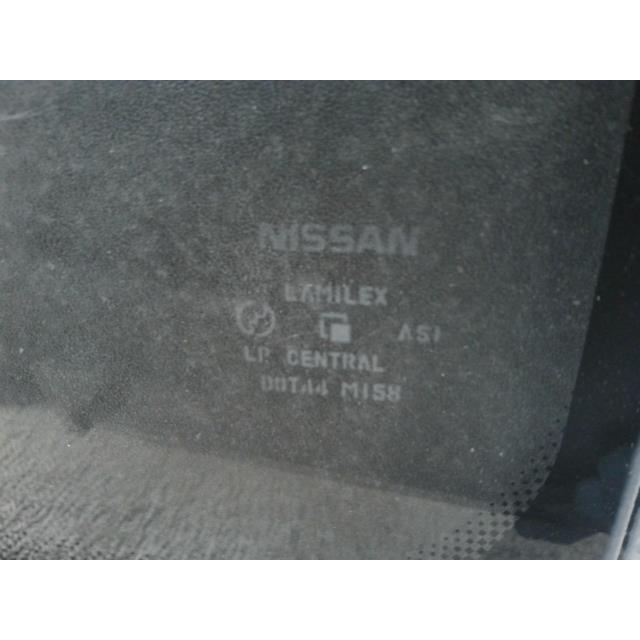 NISSAN
LAMILEX
AS1
LP CENTRAL
DOT44 M158